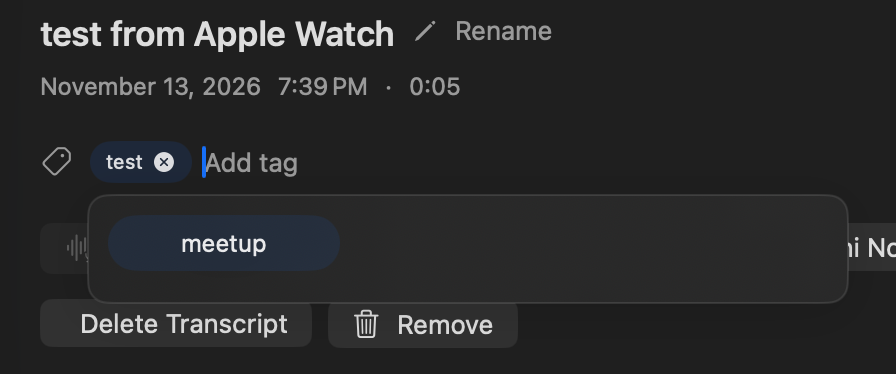 test from Apple Watch Rename
November 13, 2026 7:39 PM · 0:05
test Add tag
meetup
Delete Transcript Remove